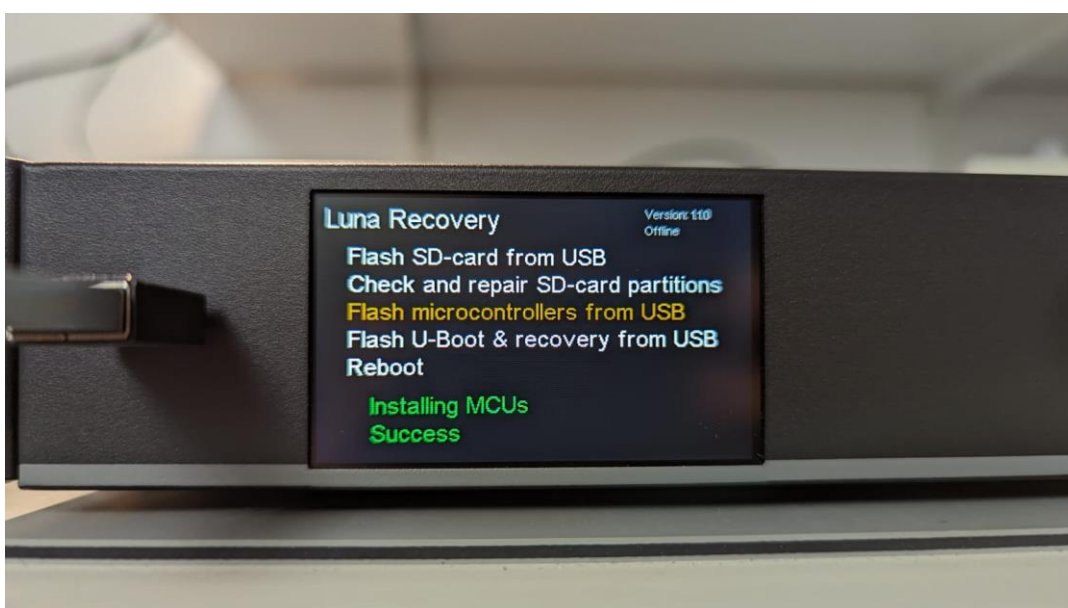 Luna Recovery
Version: 1.1.0
Offline
Flash SD-card from USB
Check and repair SD-card partitions
Flash microcontrollers from USB
Flash U-Boot & recovery from USB
Reboot
Installing MCUs
Success